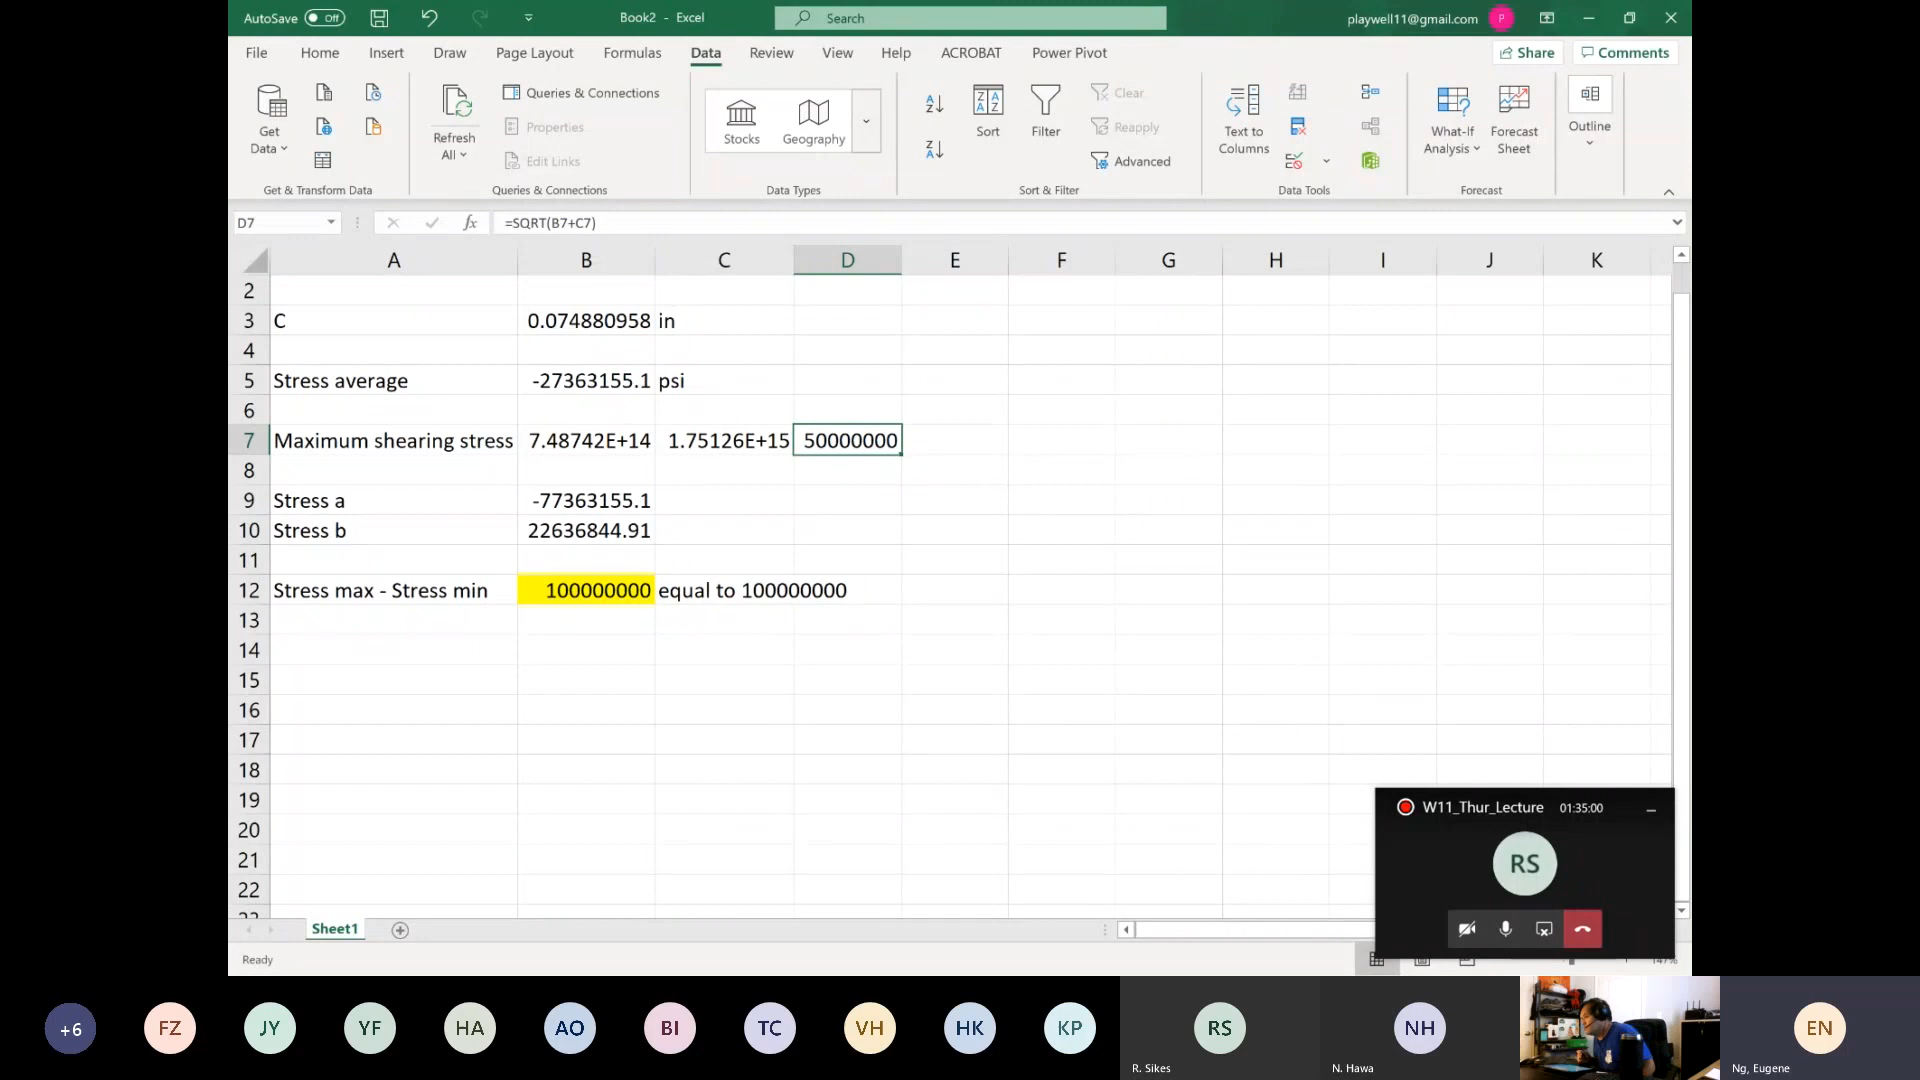 AutoSave Off
Book2 - Excel
Search
playwell11@gmail.com P
File Home Insert Draw Page Layout Formulas Data Review View Help ACROBAT Power Pivot
Share Comments
Get Data
Get & Transform Data
Refresh All
Queries & Connections
Properties
Edit Links
Queries & Connections
Stocks Geography
Data Types
Sort
Filter
Clear
Reapply
Advanced
Sort & Filter
Text to Columns
Data Tools
What-If Analysis
Forecast Sheet
Forecast
Outline
D7 fx =SQRT(B7+C7)
A B C D E F G H I J K
2
3 C 0.074880958 in
4
5 Stress average -27363155.1 psi
6
7 Maximum shearing stress 7.48742E+14 1.75126E+15 50000000
8
9 Stress a -77363155.1
10 Stress b 22636844.91
11
12 Stress max - Stress min 100000000 equal to 100000000
13
14
15
16
17
18
19
20
21
22
W11_Thur_Lecture 01:35:00
RS
Sheet1
Ready
147%
+6 FZ JY YF HA AO BI TC VH HK KP RS NH EN
R. Sikes
N. Hawa
Ng, Eugene